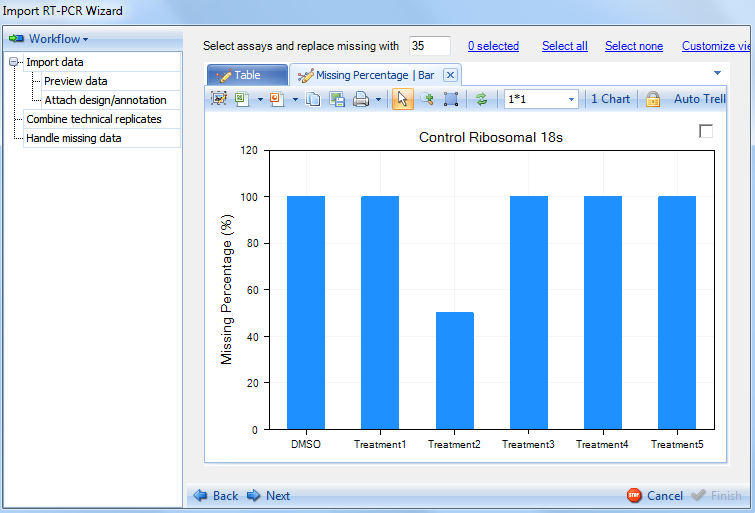 Import RT-PCR Wizard
Workflow
Import data
Preview data
Attach design/annotation
Combine technical replicates
Handle missing data
Select assays and replace missing with 35 0 selected Select all Select none Customize vie
Table Missing Percentage | Bar
1*1 1 Chart Auto Trell
Control Ribosomal 18s
Missing Percentage (%)
120
100
80
60
40
20
0
DMSO Treatment1 Treatment2 Treatment3 Treatment4 Treatment5
Back Next STOP Cancel Finish